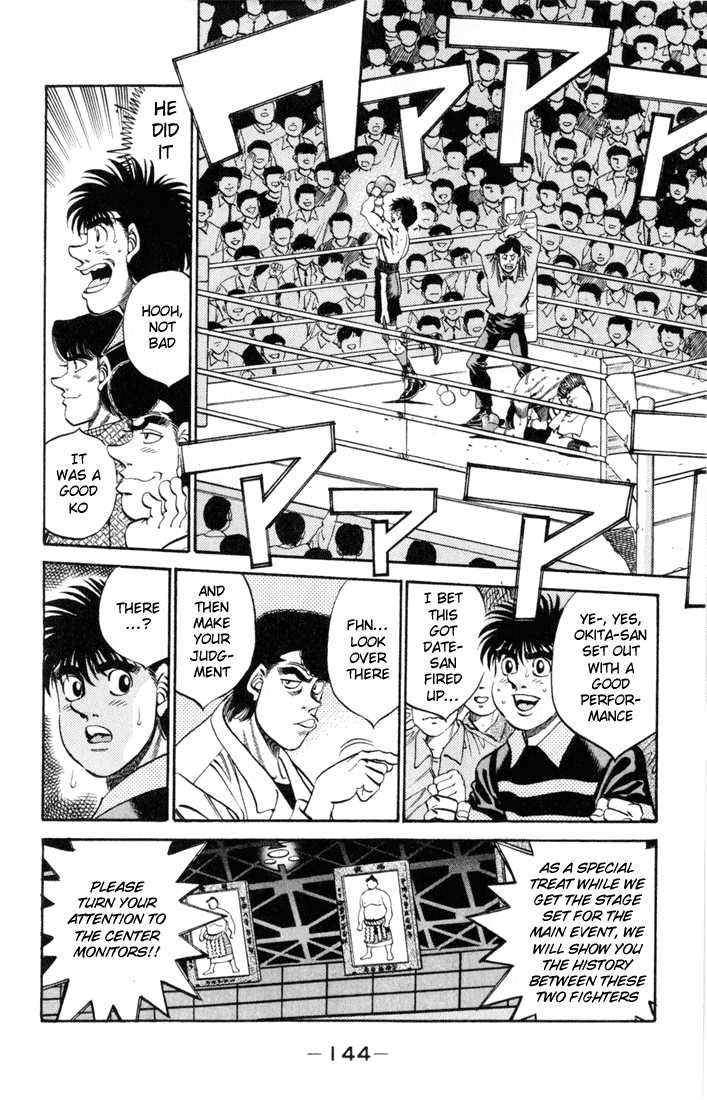 ワアアア
アアア
HE
DID
IT
HOOH,
NOT
BAD
IT
WAS A
GOOD
KO
YE-, YES,
OKITA-SAN
SET OUT
WITH A
GOOD
PERFOR-
MANCE
I BET
THIS
GOT
DATE-
SAN
FIRED
UP...
FHN...
LOOK
OVER
THERE
AND
THEN
MAKE
YOUR
JUDG-
MENT
THERE
...?
AS A SPECIAL
TREAT WHILE WE
GET THE STAGE
SET FOR THE
MAIN EVENT, WE
WILL SHOW YOU
THE HISTORY
BETWEEN THESE
TWO FIGHTERS
PLEASE
TURN YOUR
ATTENTION TO
THE CENTER
MONITORS!!
—144—